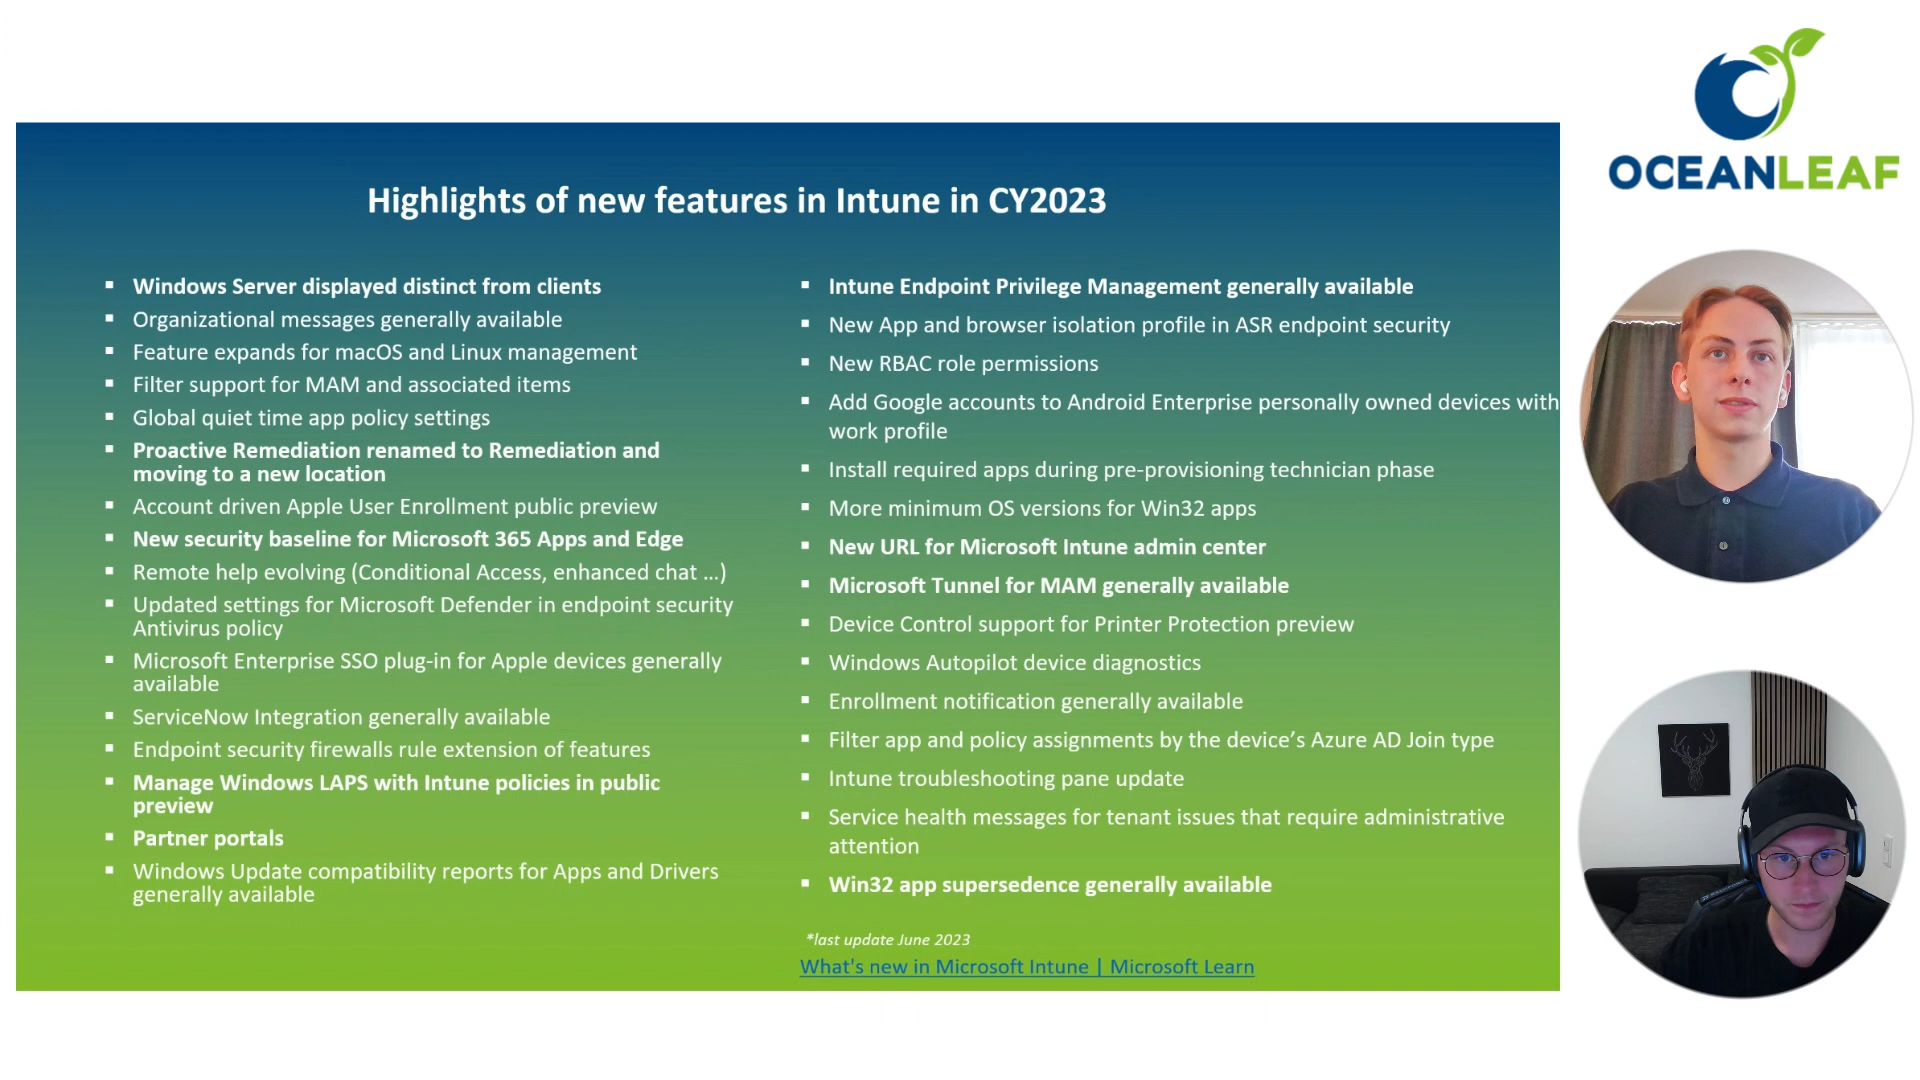 Highlights of new features in Intune in CY2023
Windows Server displayed distinct from clients
Organizational messages generally available
Feature expands for macOS and Linux management
Filter support for MAM and associated items
Global quiet time app policy settings
Proactive Remediation renamed to Remediation and
moving to a new location
Account driven Apple User Enrollment public preview
New security baseline for Microsoft 365 Apps and Edge
Remote help evolving (Conditional Access, enhanced chat ...)
Updated settings for Microsoft Defender in endpoint security
Antivirus policy
Microsoft Enterprise SSO plug-in for Apple devices generally
available
ServiceNow Integration generally available
Endpoint security firewalls rule extension of features
Manage Windows LAPS with Intune policies in public
preview
Partner portals
Windows Update compatibility reports for Apps and Drivers
generally available
Intune Endpoint Privilege Management generally available
New App and browser isolation profile in ASR endpoint security
New RBAC role permissions
Add Google accounts to Android Enterprise personally owned devices with
work profile
Install required apps during pre-provisioning technician phase
More minimum OS versions for Win32 apps
New URL for Microsoft Intune admin center
Microsoft Tunnel for MAM generally available
Device Control support for Printer Protection preview
Windows Autopilot device diagnostics
Enrollment notification generally available
Filter app and policy assignments by the device’s Azure AD Join type
Intune troubleshooting pane update
Service health messages for tenant issues that require administrative
attention
Win32 app supersedence generally available
*last update June 2023
What's new in Microsoft Intune | Microsoft Learn
OCEANLEAF